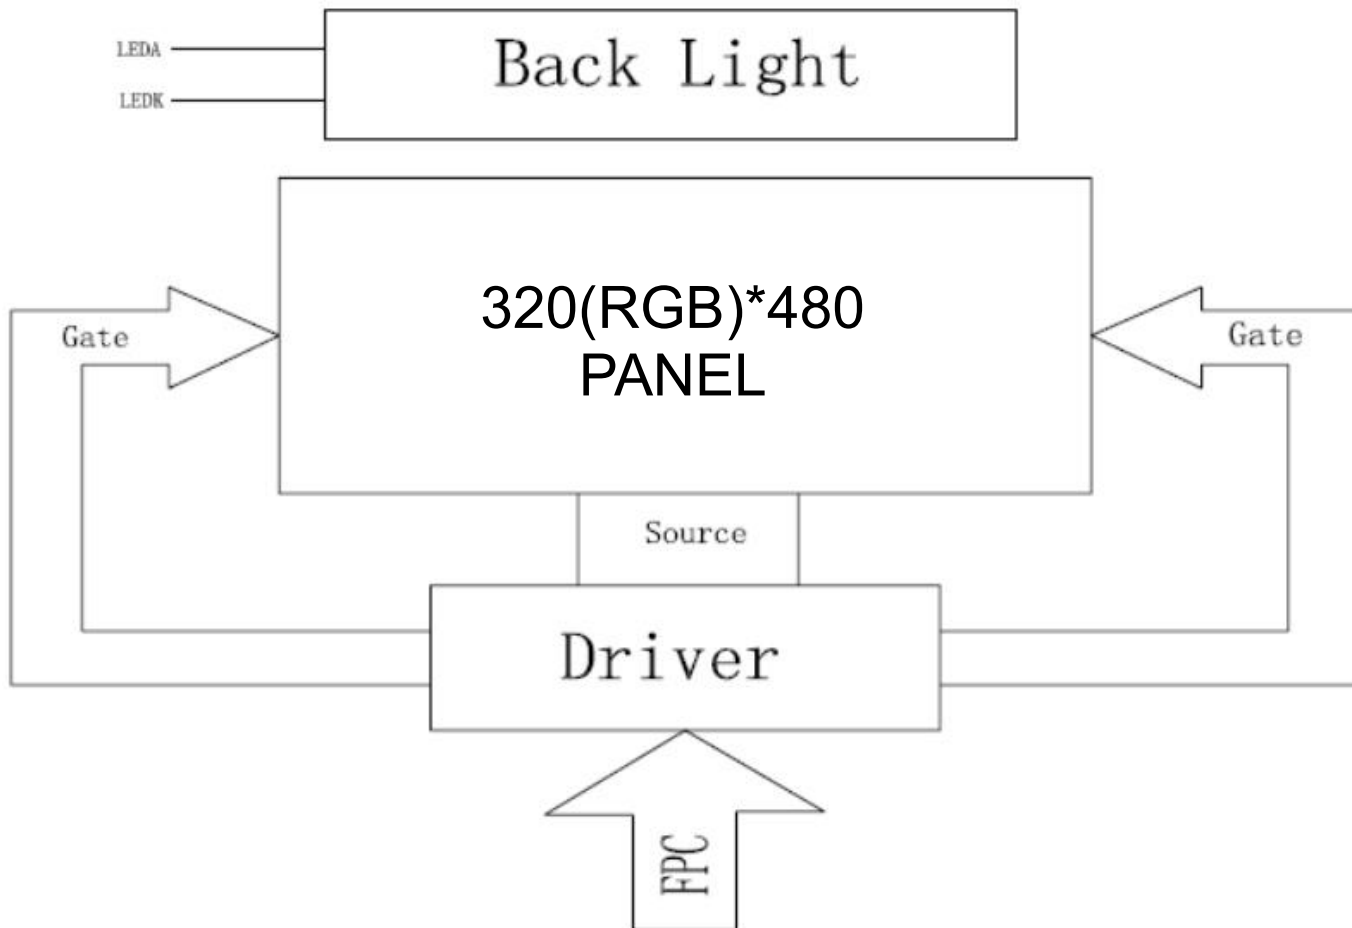 LEDA
LEDK
Back Light
320(RGB)*480
PANEL
Gate
Gate
Source
Driver
FPC